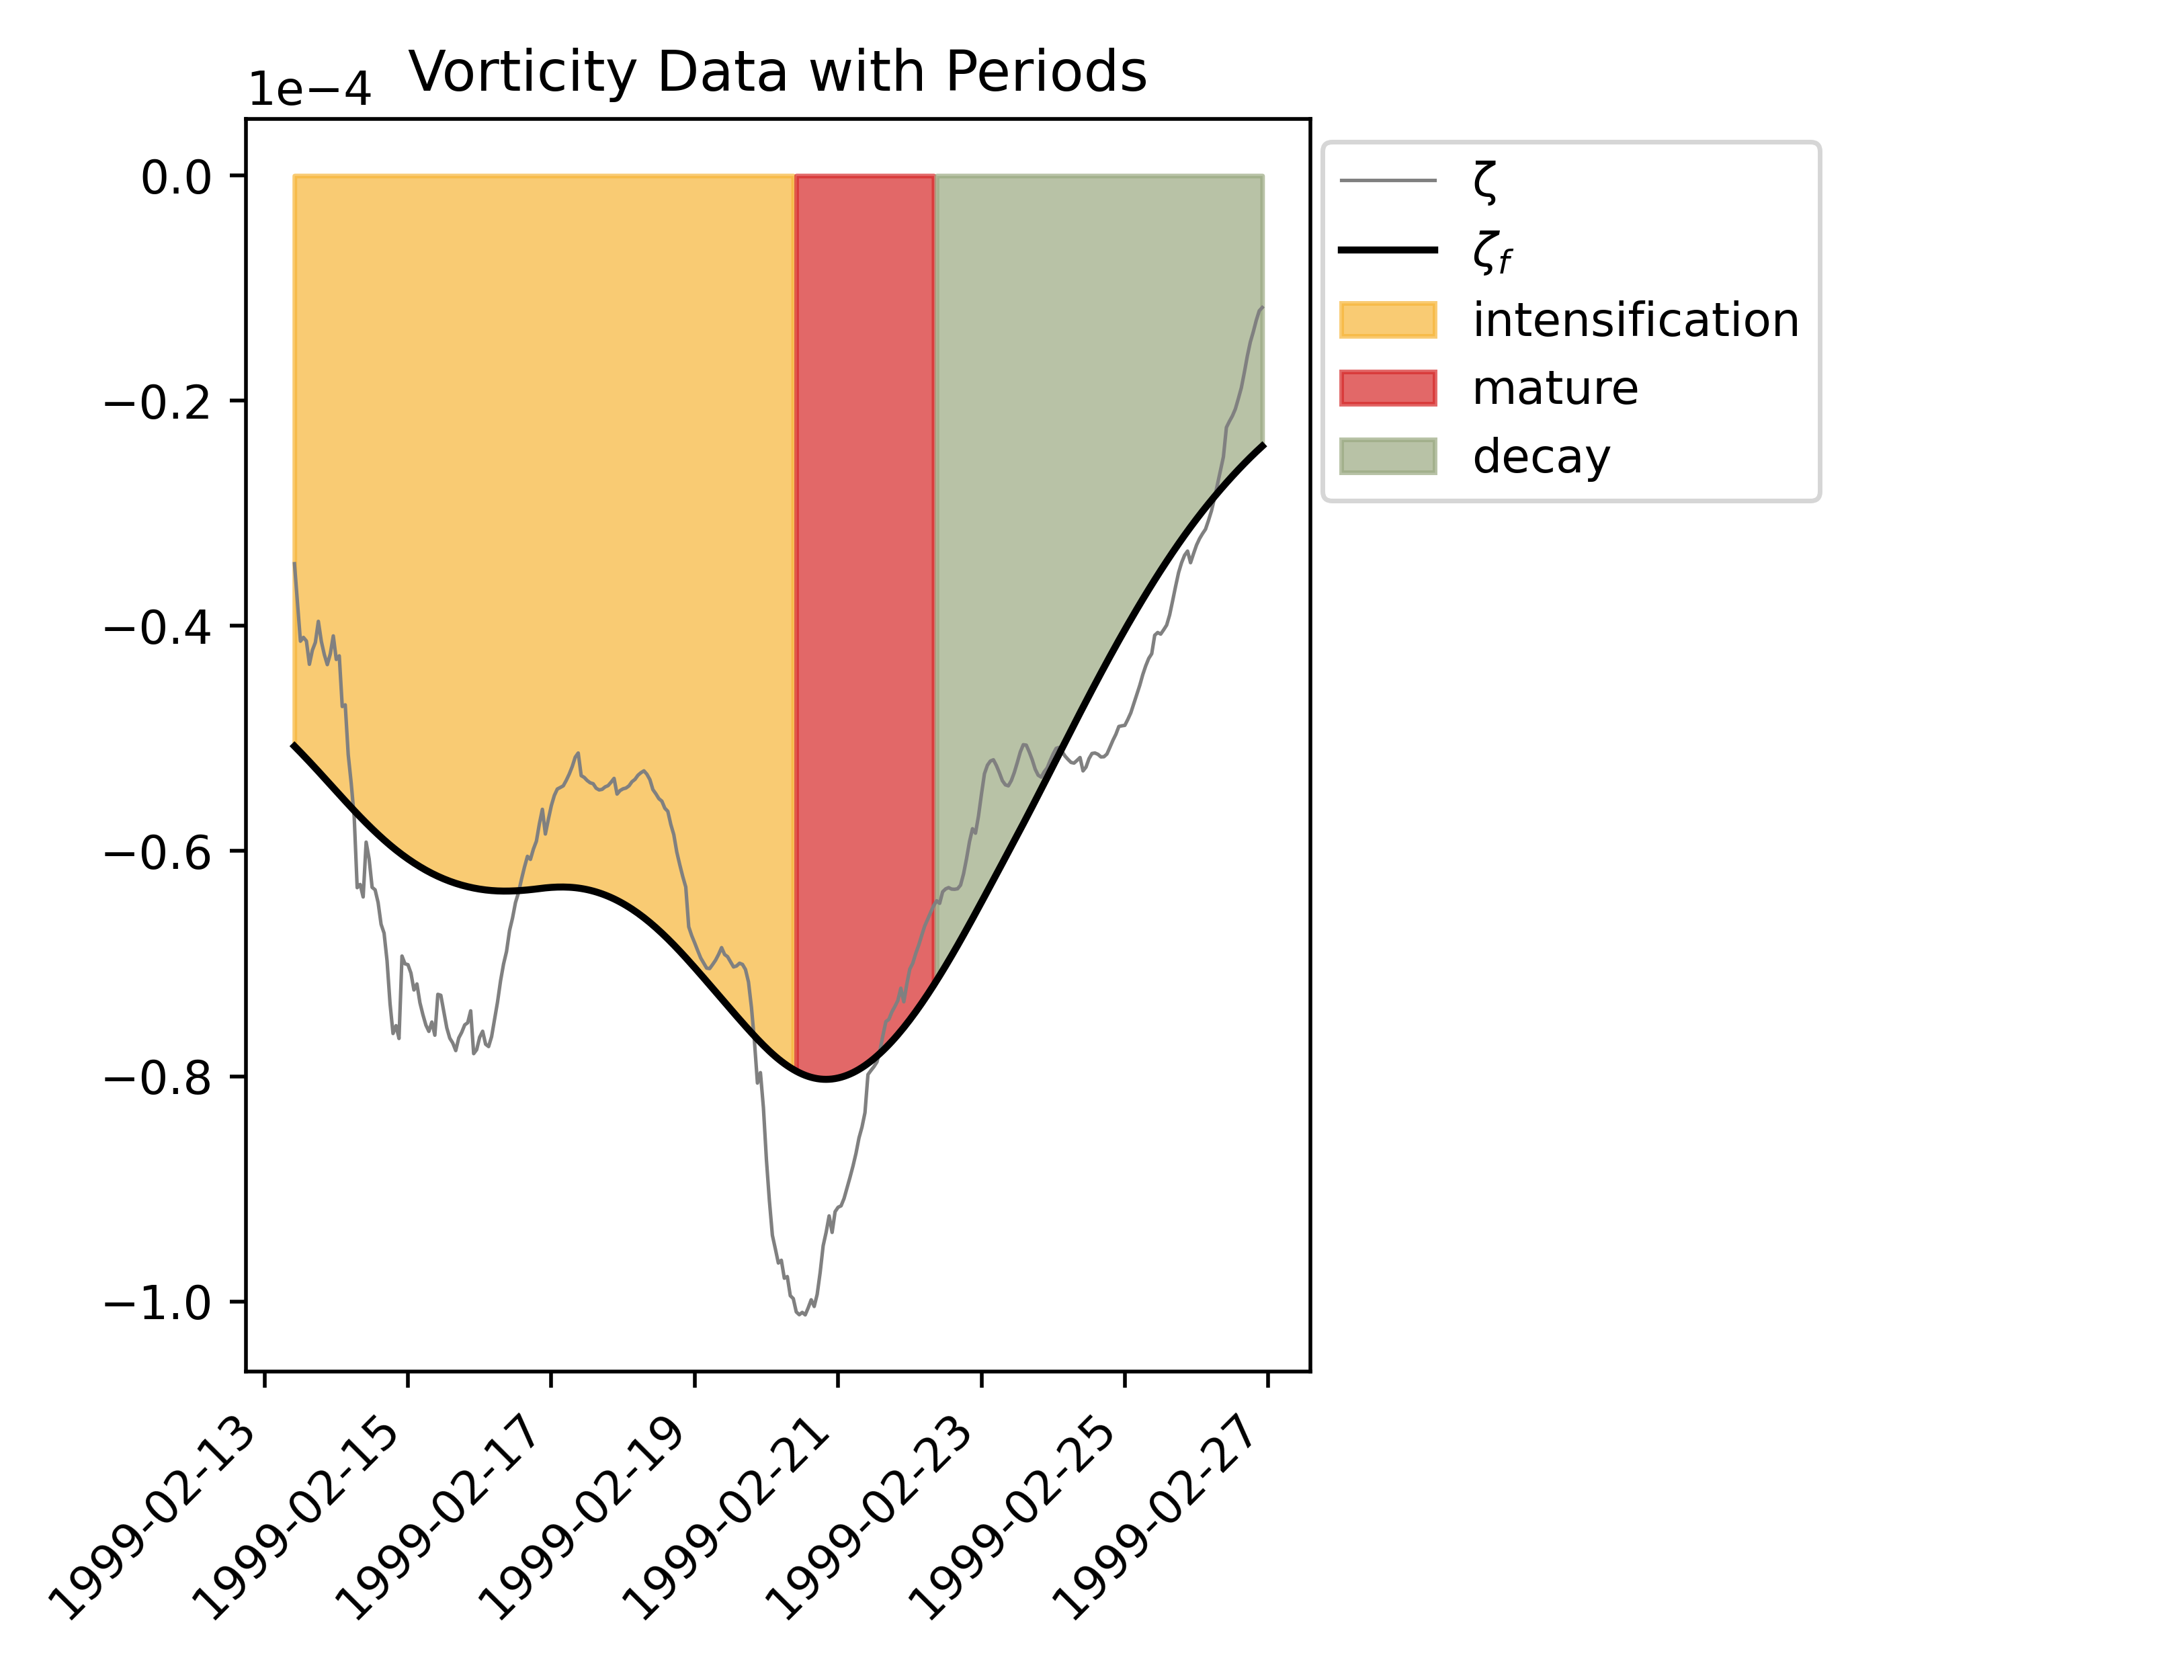 Vorticity Data with Periods
1e−4
0.0
−0.2
−0.4
−0.6
−0.8
−1.0
1999-02-13
1999-02-15
1999-02-17
1999-02-19
1999-02-21
1999-02-23
1999-02-25
1999-02-27
ζ
ζf
intensification
mature
decay